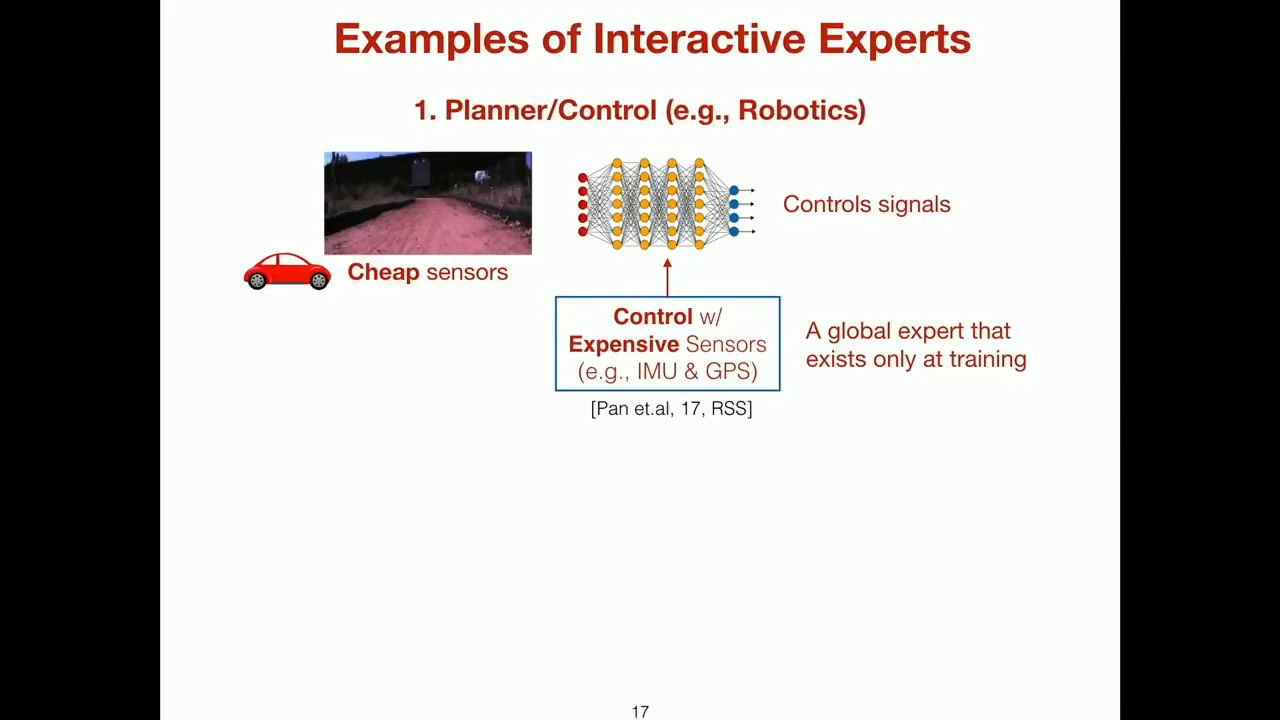 Examples of Interactive Experts
1. Planner/Control (e.g., Robotics)
Controls signals
Cheap sensors
Control w/
Expensive Sensors
(e.g., IMU & GPS)
A global expert that
exists only at training
[Pan et.al, 17, RSS]
17